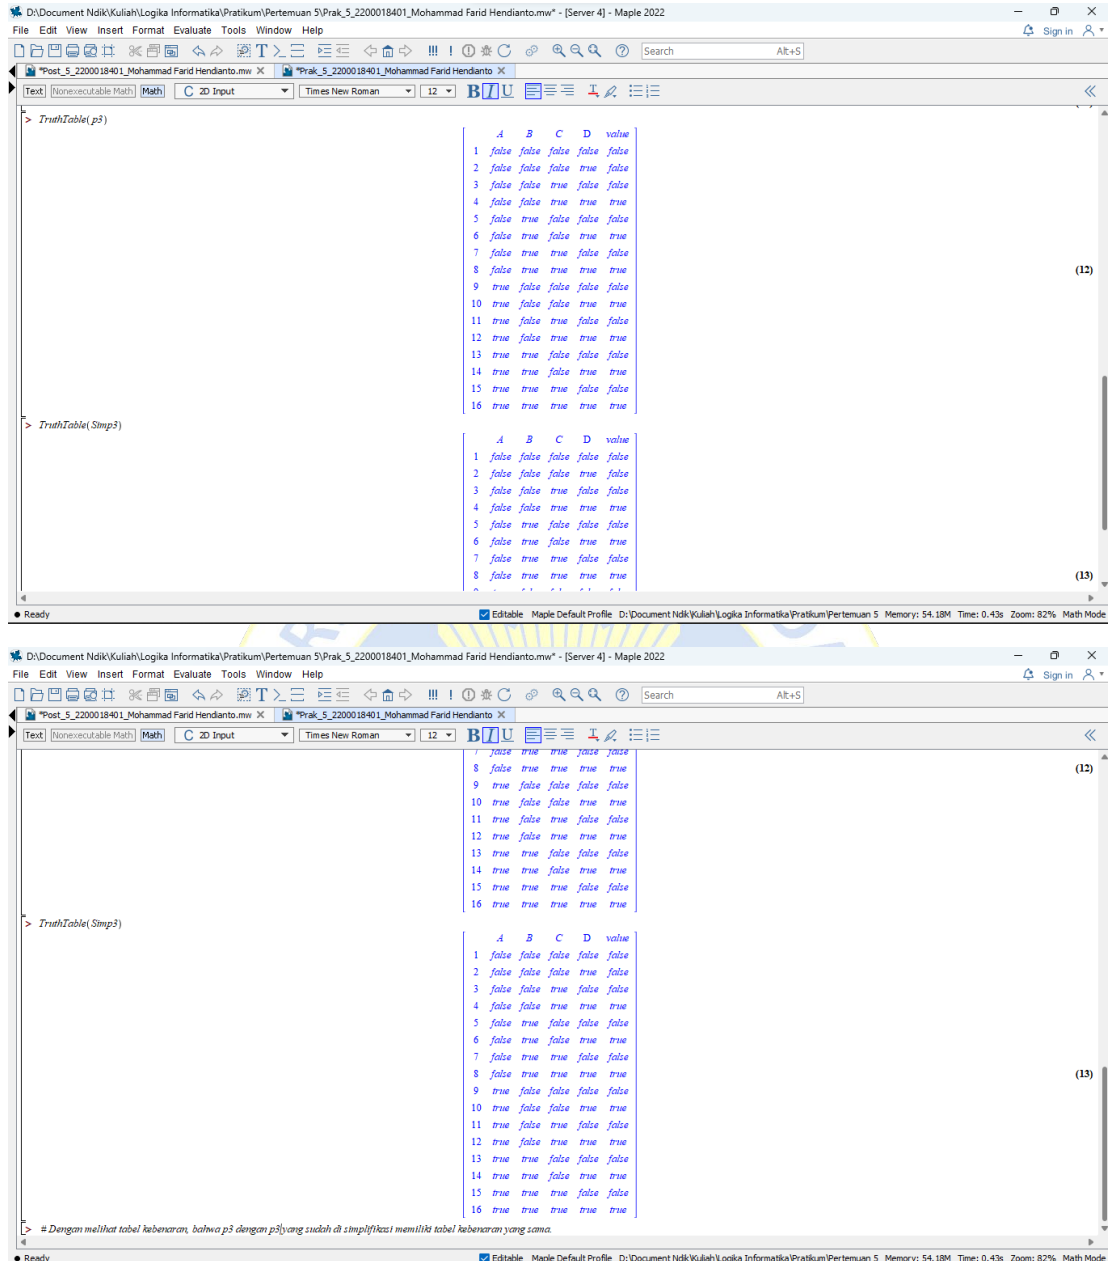 D:\Document Ndik\Kuliah\Logika Informatika\Pratikum\Pertemuan 5\Prak_5_2200018401_Mohammad Farid Hendianto.mw* - [Server 4] - Maple 2022
File Edit View Insert Format Evaluate Tools Window Help
Sign in
Search Alt+S
*Post_5_2200018401_Mohammad Farid Hendianto.mw *Prak_5_2200018401_Mohammad Farid Hendianto
Text Nonexecutable Math Math C 2D Input Times New Roman 12 B I U
> TruthTable(p3)
A B C D value
1 false false false false false
2 false false false true false
3 false false true false false
4 false false true true true
5 false true false false false
6 false true false true true
7 false true true false false
8 false true true true true
(12)
9 true false false false false
10 true false false true true
11 true false true false false
12 true false true true true
13 true true false false false
14 true true false true true
15 true true true false false
16 true true true true true
> TruthTable(Simp3)
A B C D value
1 false false false false false
2 false false false true false
3 false false true false false
4 false false true true true
5 false true false false false
6 false true false true true
7 false true true false false
8 false true true true true
(13)
Ready
Editable Maple Default Profile D:\Document Ndik\Kuliah\Logika Informatika\Pratikum\Pertemuan 5 Memory: 54.18M Time: 0.43s Zoom: 82% Math Mode
D:\Document Ndik\Kuliah\Logika Informatika\Pratikum\Pertemuan 5\Prak_5_2200018401_Mohammad Farid Hendianto.mw* - [Server 4] - Maple 2022
File Edit View Insert Format Evaluate Tools Window Help
Sign in
Search Alt+S
*Post_5_2200018401_Mohammad Farid Hendianto.mw *Prak_5_2200018401_Mohammad Farid Hendianto
Text Nonexecutable Math Math C 2D Input Times New Roman 12 B I U
7 false true true false false
8 false true true true true
(12)
9 true false false false false
10 true false false true true
11 true false true false false
12 true false true true true
13 true true false false false
14 true true false true true
15 true true true false false
16 true true true true true
> TruthTable(Simp3)
A B C D value
1 false false false false false
2 false false false true false
3 false false true false false
4 false false true true true
5 false true false false false
6 false true false true true
7 false true true false false
8 false true true true true
(13)
9 true false false false false
10 true false false true true
11 true false true false false
12 true false true true true
13 true true false false false
14 true true false true true
15 true true true false false
16 true true true true true
> # Dengan melihat tabel kebenaran, bahwa p3 dengan p3 yang sudah di simplifikasi memiliki tabel kebenaran yang sama.
Ready
Editable Maple Default Profile D:\Document Ndik\Kuliah\Logika Informatika\Pratikum\Pertemuan 5 Memory: 54.18M Time: 0.43s Zoom: 82% Math Mode